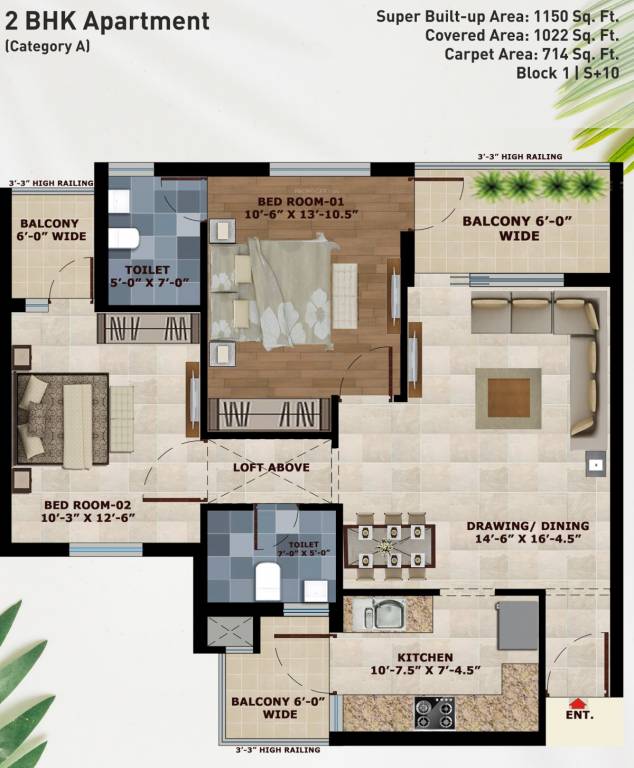 2 BHK Apartment
(Category A)
Super Built-up Area: 1150 Sq. Ft.
Covered Area: 1022 Sq. Ft.
Carpet Area: 714 Sq. Ft.
Block 1 | S+10
3'-3" HIGH RAILING
3'-3" HIGH RAILING
BALCONY
6'-0" WIDE
TOILET
5'-0" X 7'-0"
BED ROOM-01
10'-6" X 13'-10.5"
BALCONY 6'-0"
WIDE
LOFT ABOVE
BED ROOM-02
10'-3" X 12'-6"
DRAWING/ DINING
14'-6" X 16'-4.5"
TOILET
7'-0" X 5'-0"
KITCHEN
10'-7.5" X 7'-4.5"
BALCONY 6'-0"
WIDE
ENT.
3'-3" HIGH RAILING